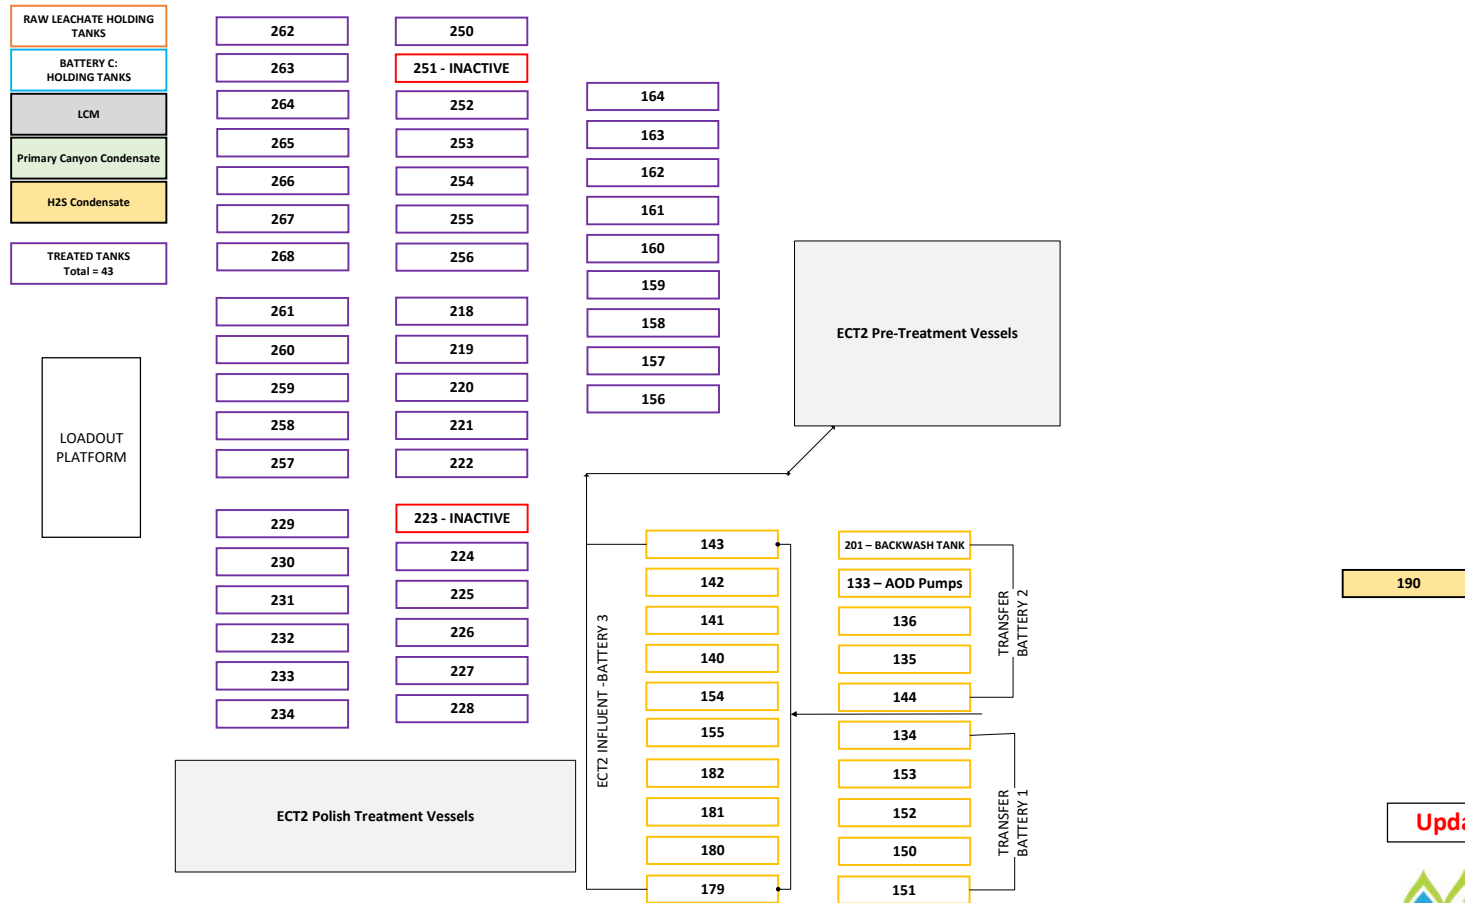 RAW LEACHATE HOLDING
TANKS
BATTERY C:
HOLDING TANKS
LCM
Primary Canyon Condensate
H2S Condensate
TREATED TANKS
Total = 43
LOADOUT
PLATFORM
262
263
264
265
266
267
268
261
260
259
258
257
229
230
231
232
233
234
250
251 - INACTIVE
252
253
254
255
256
218
219
220
221
222
223 - INACTIVE
224
225
226
227
228
164
163
162
161
160
159
158
157
156
ECT2 Pre-Treatment Vessels
ECT2 Polish Treatment Vessels
ECT2 INFLUENT -BATTERY 3
143
142
141
140
154
155
182
181
180
179
201 – BACKWASH TANK
133 – AOD Pumps
136
135
144
134
153
152
150
151
TRANSFER
BATTERY 2
TRANSFER
BATTERY 1
190